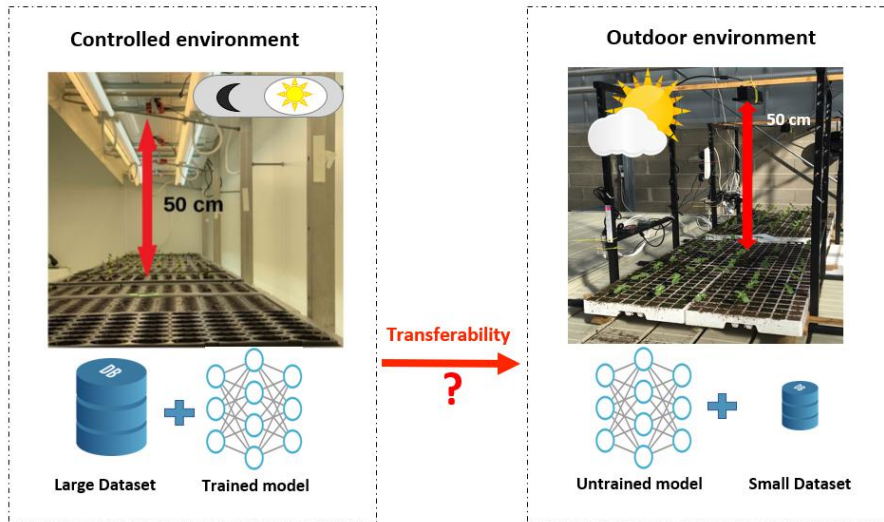 Controlled environment
50 cm
DB
Large Dataset
Trained model
Transferability
?
Outdoor environment
50 cm
DB
Untrained model
Small Dataset